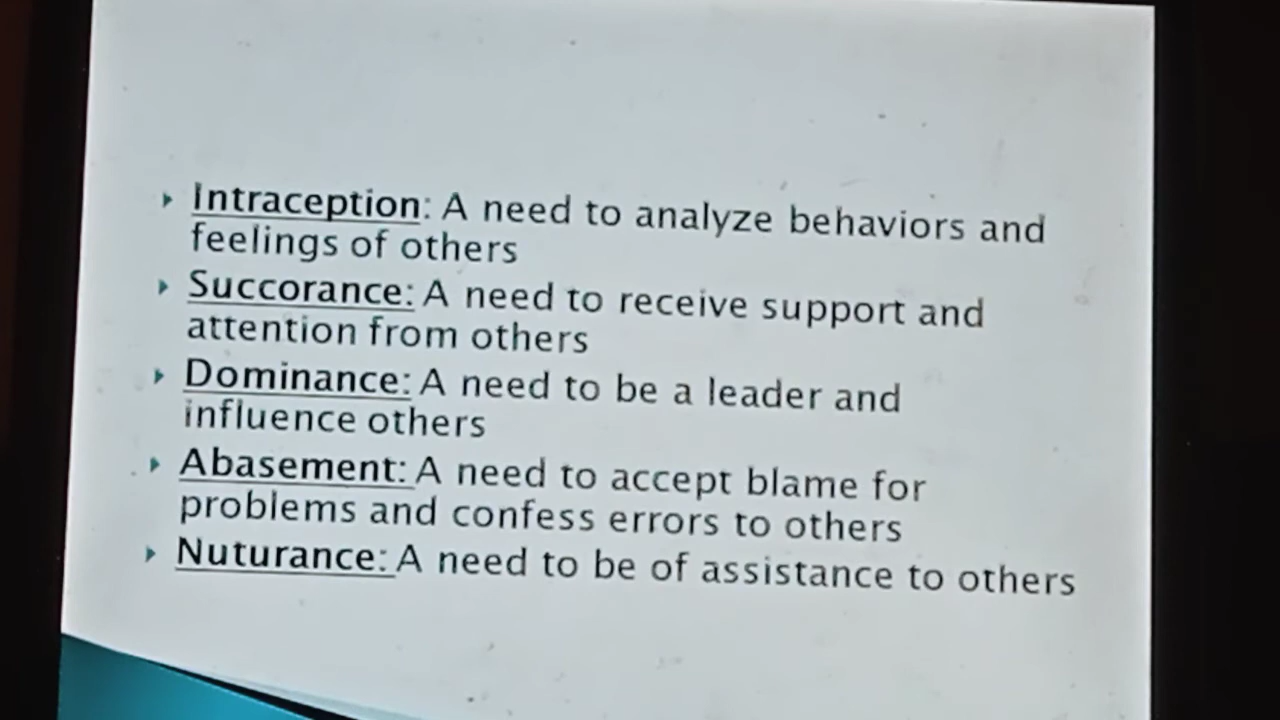 Intraception: A need to analyze behaviors and
feelings of others
Succorance: A need to receive support and
attention from others
Dominance: A need to be a leader and
influence others
Abasement: A need to accept blame for
problems and confess errors to others
Nuturance: A need to be of assistance to others